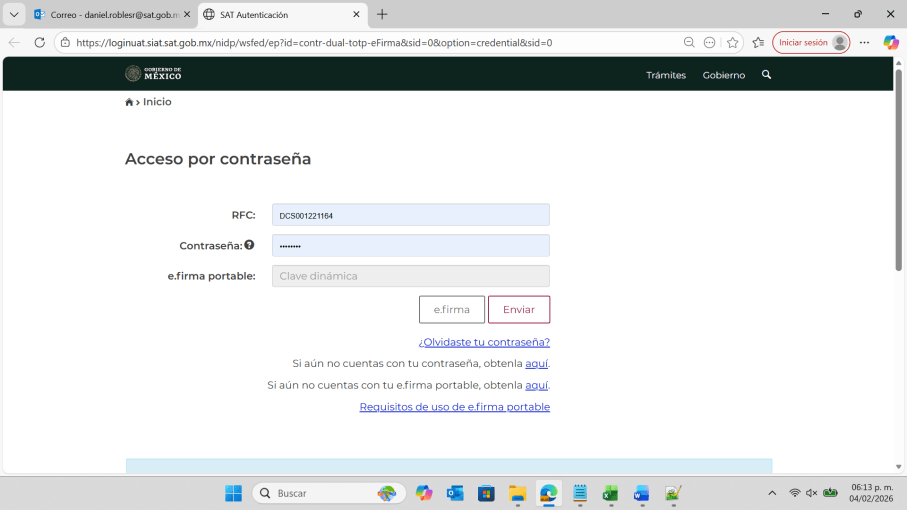 Correo - daniel.roblesr@sat.gob.m
SAT Autenticación
https://loginuat.siat.sat.gob.mx/nidp/wsfed/ep?id=contr-dual-totp-eFirma&sid=0&option=credential&sid=0
Iniciar sesión
GOBIERNO DE
MÉXICO
Trámites Gobierno
> Inicio
Acceso por contraseña
RFC: DCS001221164
Contraseña: ••••••••
e.firma portable: Clave dinámica
e.firma Enviar
¿Olvidaste tu contraseña?
Si aún no cuentas con tu contraseña, obtenla aquí.
Si aún no cuentas con tu e.firma portable, obtenla aquí.
Requisitos de uso de e.firma portable
Buscar
06:13 p. m.
04/02/2026